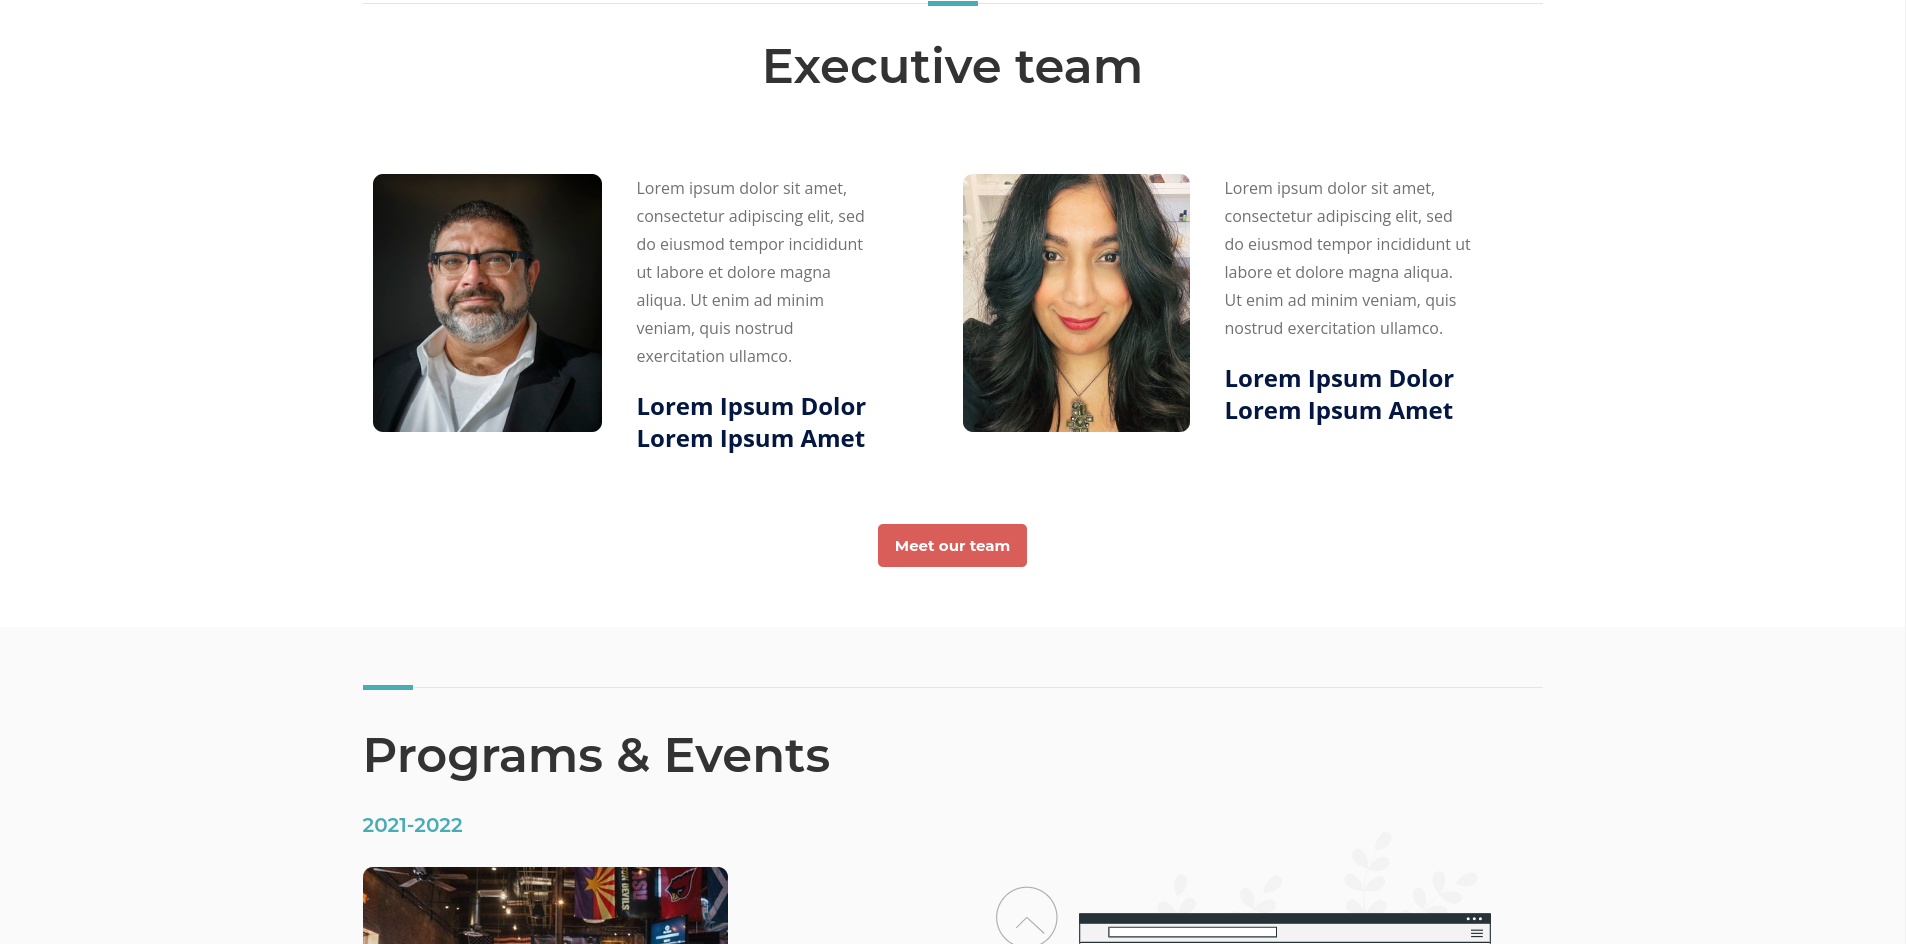 Executive team
Lorem ipsum dolor sit amet,
consectetur adipiscing elit, sed
do eiusmod tempor incididunt
ut labore et dolore magna
aliqua. Ut enim ad minim
veniam, quis nostrud
exercitation ullamco.
Lorem Ipsum Dolor
Lorem Ipsum Amet
Lorem ipsum dolor sit amet,
consectetur adipiscing elit, sed
do eiusmod tempor incididunt ut
labore et dolore magna aliqua.
Ut enim ad minim veniam, quis
nostrud exercitation ullamco.
Lorem Ipsum Dolor
Lorem Ipsum Amet
Meet our team
Programs & Events
2021-2022